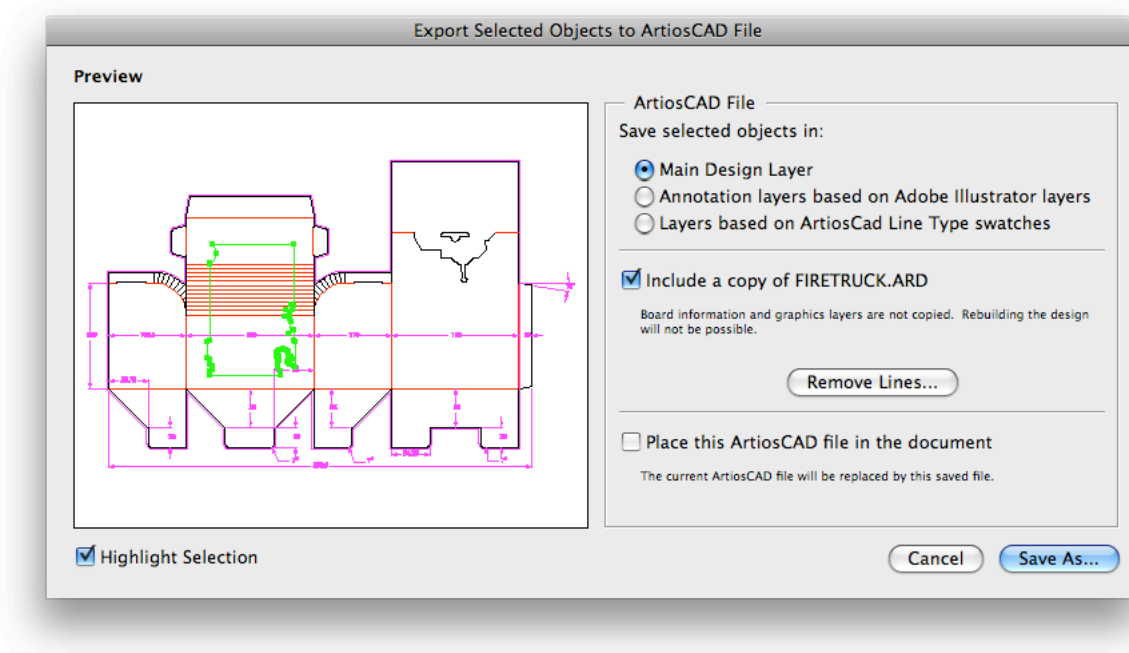 Export Selected Objects to ArtiosCAD File
Preview
ArtiosCAD File
Save selected objects in:
Main Design Layer
Annotation layers based on Adobe Illustrator layers
Layers based on ArtiosCad Line Type swatches
Include a copy of FIRETRUCK.ARD
Board information and graphics layers are not copied. Rebuilding the design
will not be possible.
Remove Lines...
Place this ArtiosCAD file in the document
The current ArtiosCAD file will be replaced by this saved file.
Highlight Selection
Cancel
Save As...